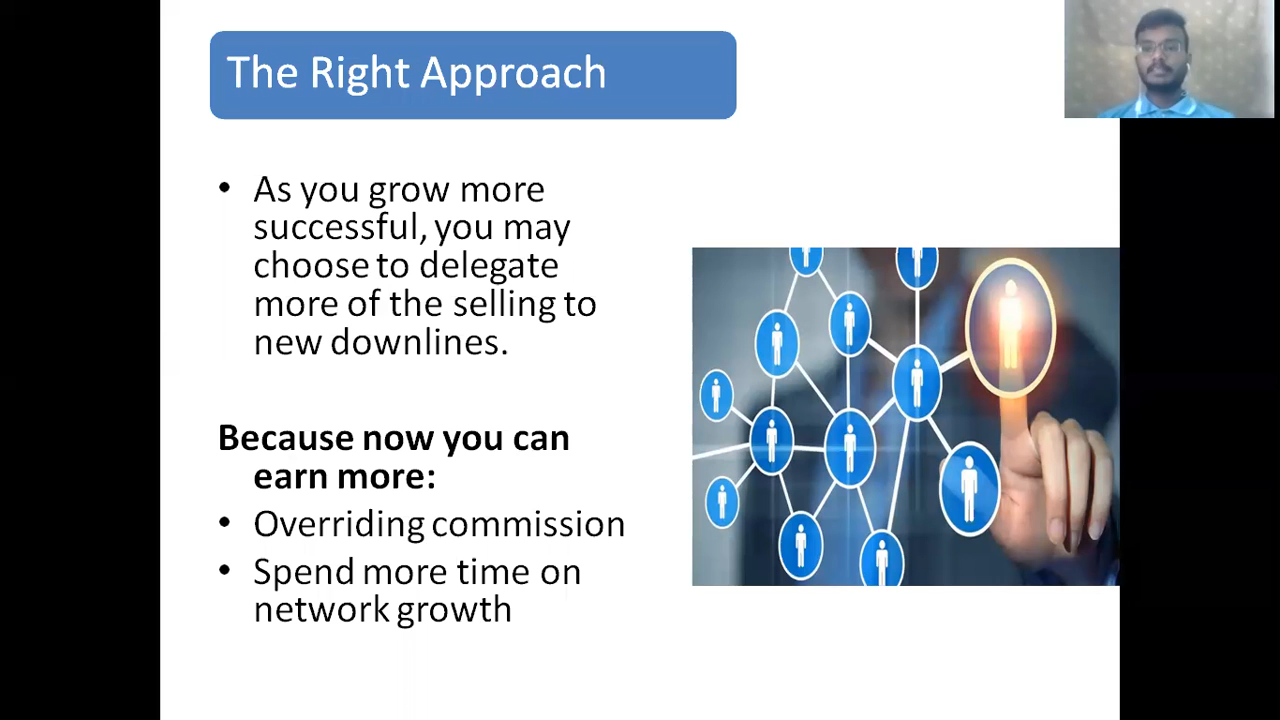 The Right Approach
• As you grow more
successful, you may
choose to delegate
more of the selling to
new downlines.
Because now you can
earn more:
• Overriding commission
• Spend more time on
network growth